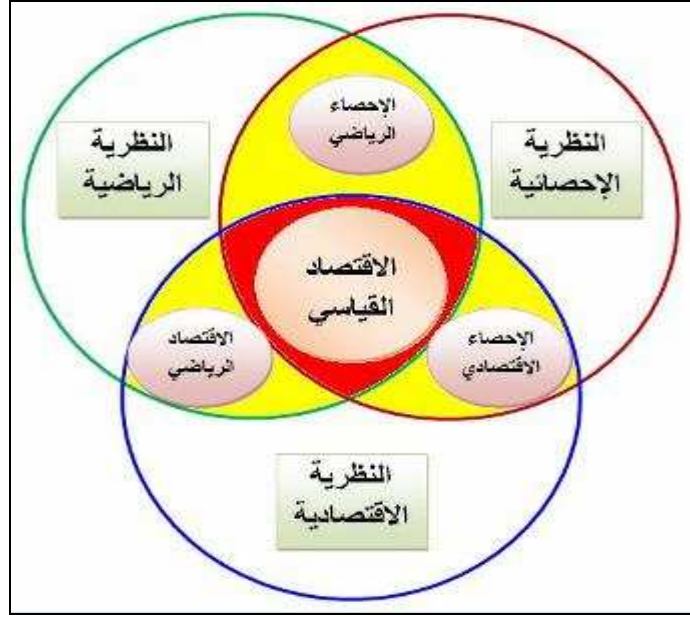 الإحصاء
الرياضي
النظرية
الإحصائية
النظرية
الرياضية
الاقتصاد
القياسي
الإحصاء
الاقتصادي
الاقتصاد
الرياضي
النظرية
الاقتصادية